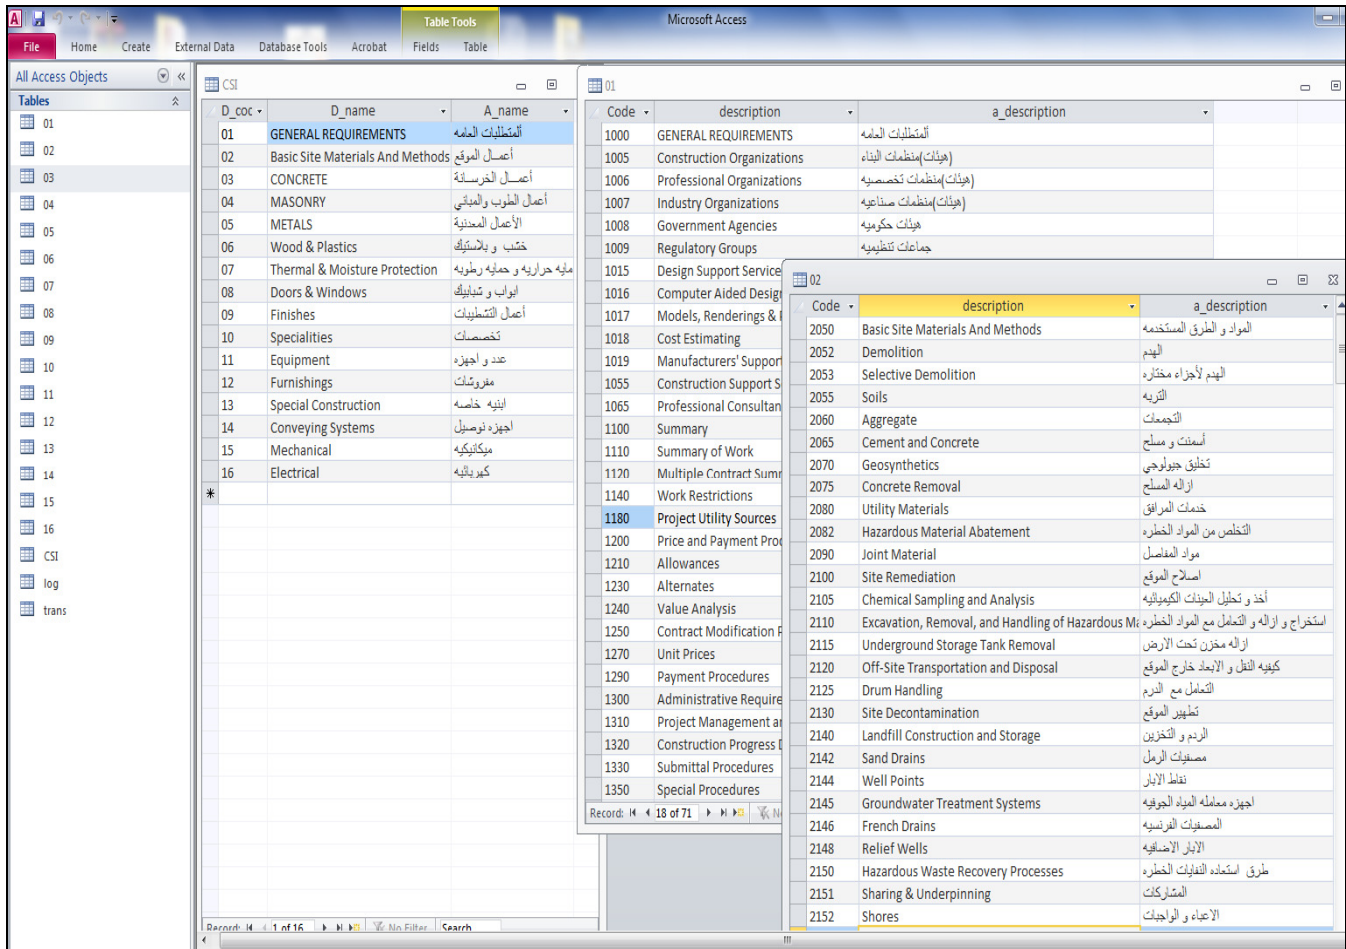 Microsoft Access
Table Tools
File Home Create External Data Database Tools Acrobat Fields Table
All Access Objects
Tables
01
02
03
04
05
06
07
08
09
10
11
12
13
14
15
16
CSI
log
trans
CSI
D_coc D_name A_name
01 GENERAL REQUIREMENTS ألمتطلبات العامه
02 Basic Site Materials And Methods أعمـال الموقع
03 CONCRETE أعمـــال الخرســانة
04 MASONRY أعمال الطوب والمباني
05 METALS الأعمال المعدنية
06 Wood & Plastics خشب و بلاستيك
07 Thermal & Moisture Protection مايه حراريه و حمايه رطوبه
08 Doors & Windows ابواب و شبابيك
09 Finishes أعمال التشطيبات
10 Specialities تخصصات
11 Equipment عدد و اجهزه
12 Furnishings مفروشات
13 Special Construction ابنيه خاصه
14 Conveying Systems اجهزه توصيل
15 Mechanical ميكانيكيه
16 Electrical كهربائيه
Record: 1 of 16 No Filter Search
01
Code description a_description
1000 GENERAL REQUIREMENTS ألمتطلبات العامه
1005 Construction Organizations (هيئات)منظمات البناء
1006 Professional Organizations (هيئات)منظمات تخصصيه
1007 Industry Organizations (هيئات)منظمات صناعيه
1008 Government Agencies هيئات حكوميه
1009 Regulatory Groups جماعات تنظيميه
1015 Design Support Service
1016 Computer Aided Desig
1017 Models, Renderings &
1018 Cost Estimating
1019 Manufacturers' Support
1055 Construction Support S
1065 Professional Consultan
1100 Summary
1110 Summary of Work
1120 Multiple Contract Sum
1140 Work Restrictions
1180 Project Utility Sources
1200 Price and Payment Pro
1210 Allowances
1230 Alternates
1240 Value Analysis
1250 Contract Modification
1270 Unit Prices
1290 Payment Procedures
1300 Administrative Require
1310 Project Management a
1320 Construction Progress
1330 Submittal Procedures
1350 Special Procedures
Record: 18 of 71
02
Code description a_description
2050 Basic Site Materials And Methods المواد و الطرق المستخدمه
2052 Demolition الهدم
2053 Selective Demolition الهدم لأجزاء مختاره
2055 Soils التربه
2060 Aggregate التجمعات
2065 Cement and Concrete أسمنت و مسلح
2070 Geosynthetics تخليق جيولوجي
2075 Concrete Removal ازاله المسلح
2080 Utility Materials خدمات المرافق
2082 Hazardous Material Abatement التخلص من المواد الخطره
2090 Joint Material مواد المفاصل
2100 Site Remediation اصلاح الموقع
2105 Chemical Sampling and Analysis أخذ و تحليل العينات الكيميائيه
2110 Excavation, Removal, and Handling of Hazardous Ma استخراج و ازاله و التعامل مع المواد الخطره
2115 Underground Storage Tank Removal ازاله مخزن تحت الارض
2120 Off-Site Transportation and Disposal كيفيه النقل و الابعاد خارج الموقع
2125 Drum Handling التعامل مع الدرم
2130 Site Decontamination تطهير الموقع
2140 Landfill Construction and Storage الردم و التخزين
2142 Sand Drains مصفيات الرمل
2144 Well Points نقاط الابار
2145 Groundwater Treatment Systems اجهزه معامله المياه الجوفيه
2146 French Drains المصفيات الفرنسيه
2148 Relief Wells الابار الاضافيه
2150 Hazardous Waste Recovery Processes طرق استعاده النفايات الخطره
2151 Sharing & Underpinning المشاركات
2152 Shores الاعباء و الواجبات